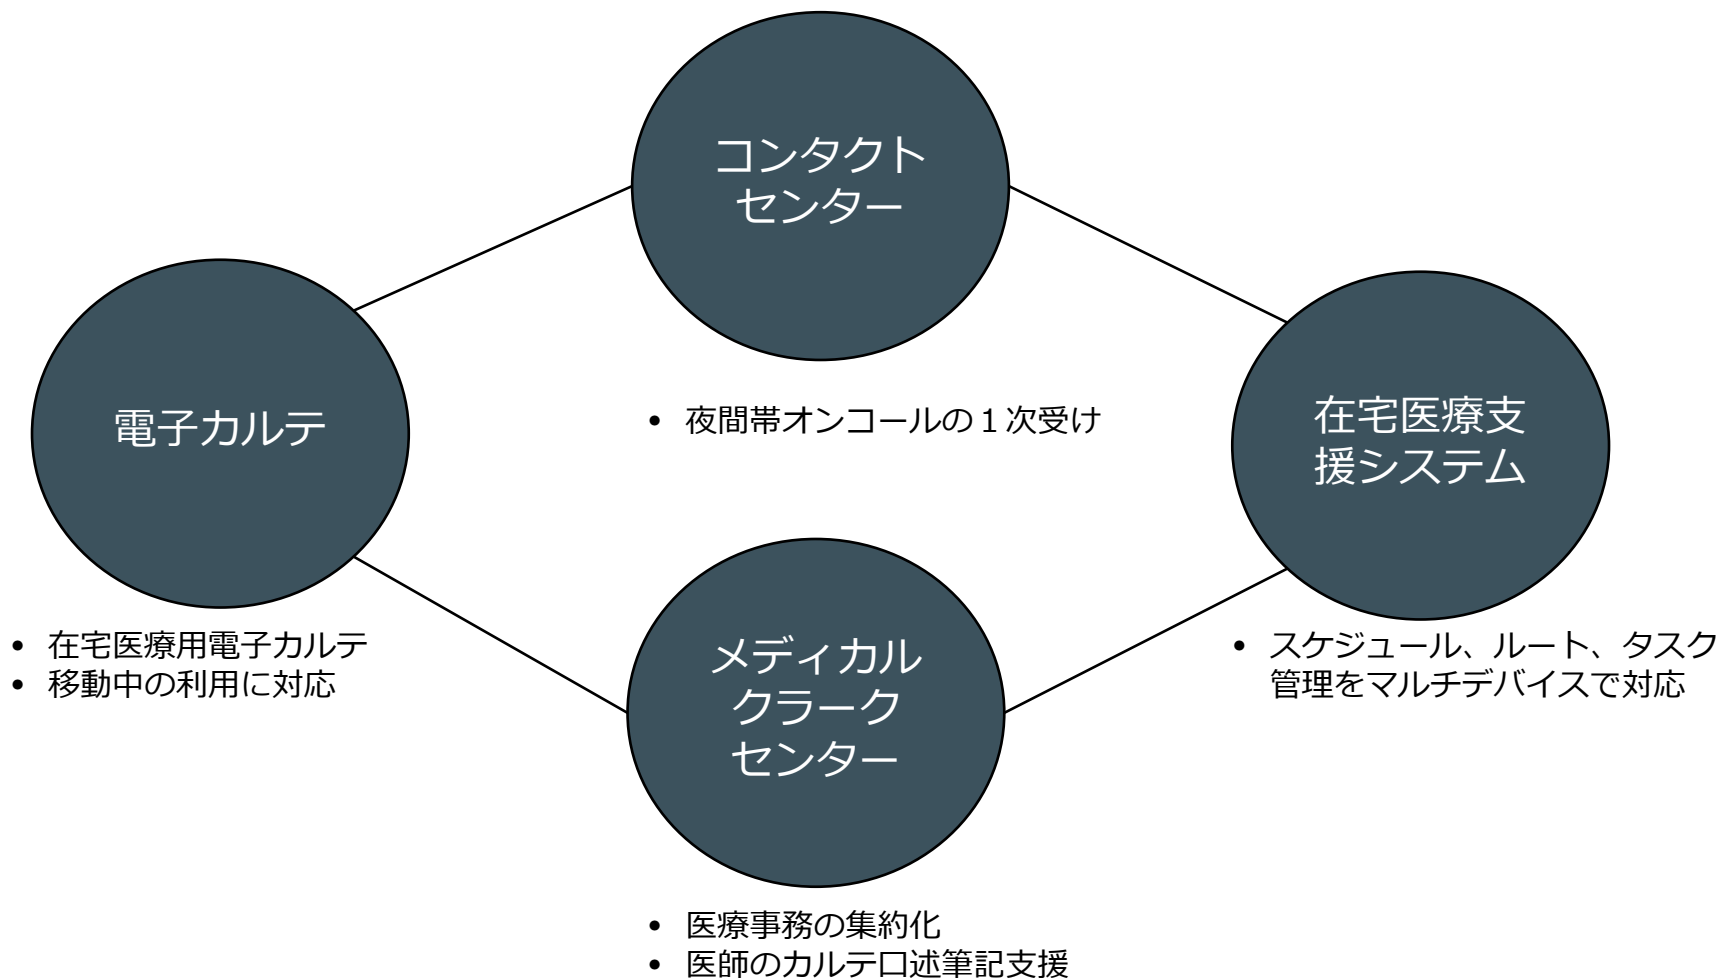 コンタクト
センター
• 夜間帯オンコールの１次受け
電子カルテ
• 在宅医療用電子カルテ
• 移動中の利用に対応
在宅医療支
援システム
• スケジュール、ルート、タスク
管理をマルチデバイスで対応
メディカル
クラーク
センター
• 医療事務の集約化
• 医師のカルテ口述筆記支援